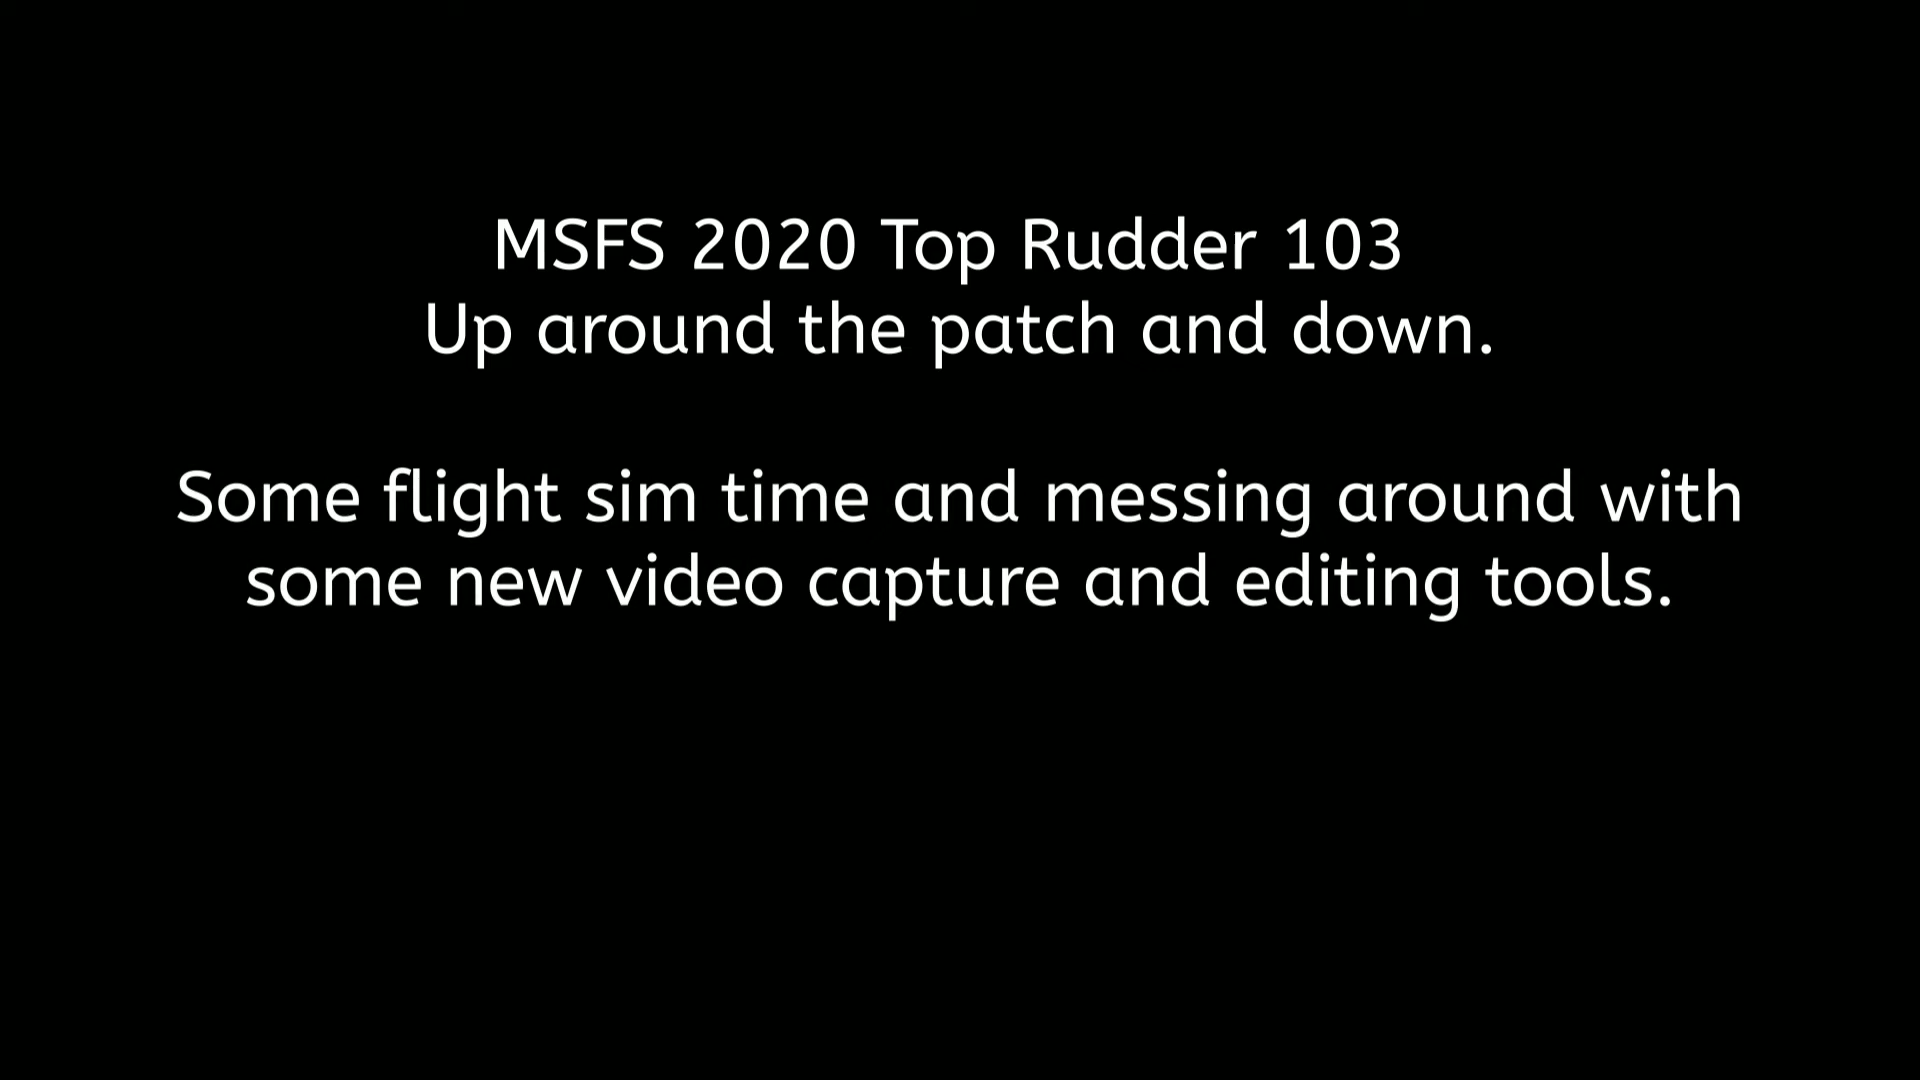 MSFS 2020 Top Rudder 103
Up around the patch and down.
Some flight sim time and messing around with
some new video capture and editing tools.